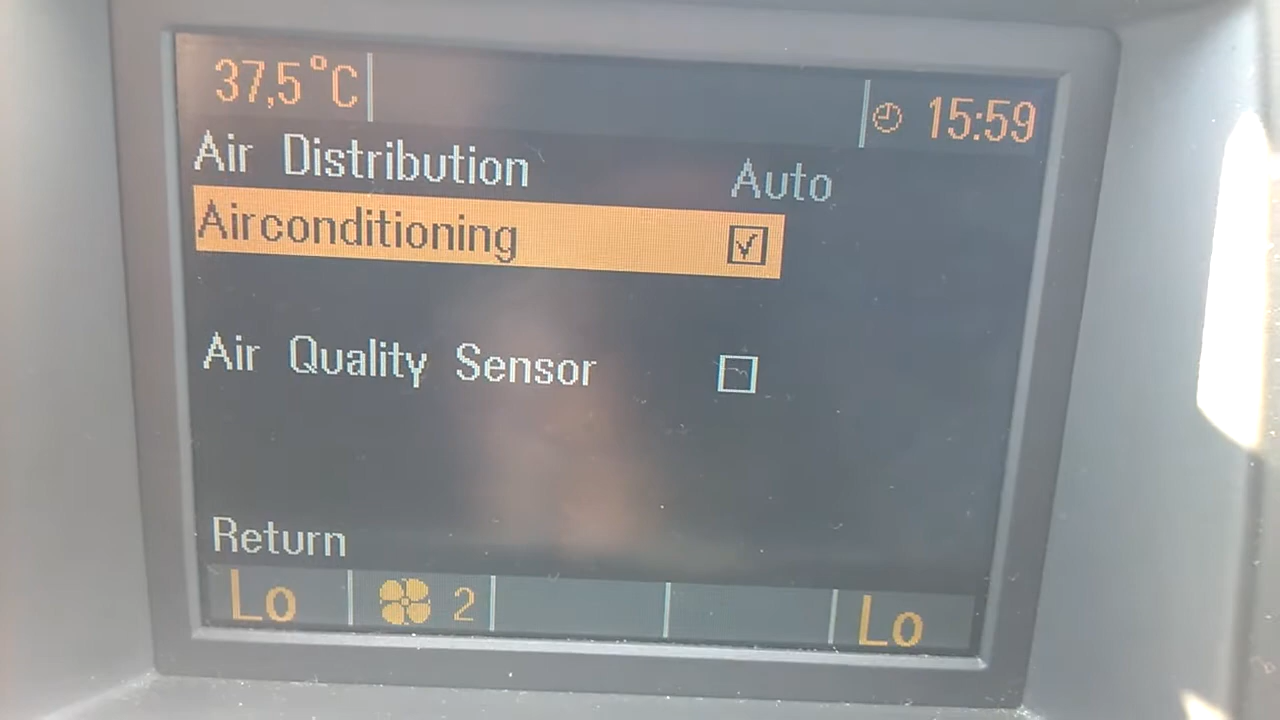 37,5°C 15:59
Air Distribution Auto
Airconditioning
Air Quality Sensor
Return
Lo 2 Lo